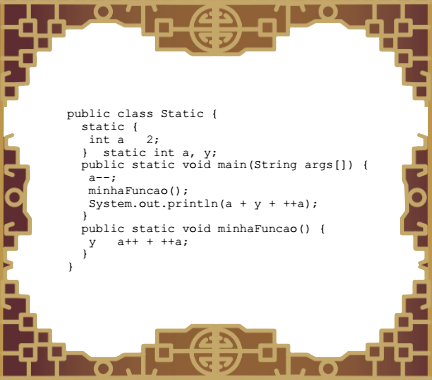 public class Static {
static {
int a 2;
} static int a, y;
public static void main(String args[]) {
a--;
minhaFuncao();
System.out.println(a + y + ++a);
}
public static void minhaFuncao() {
y a++ + ++a;
}
}